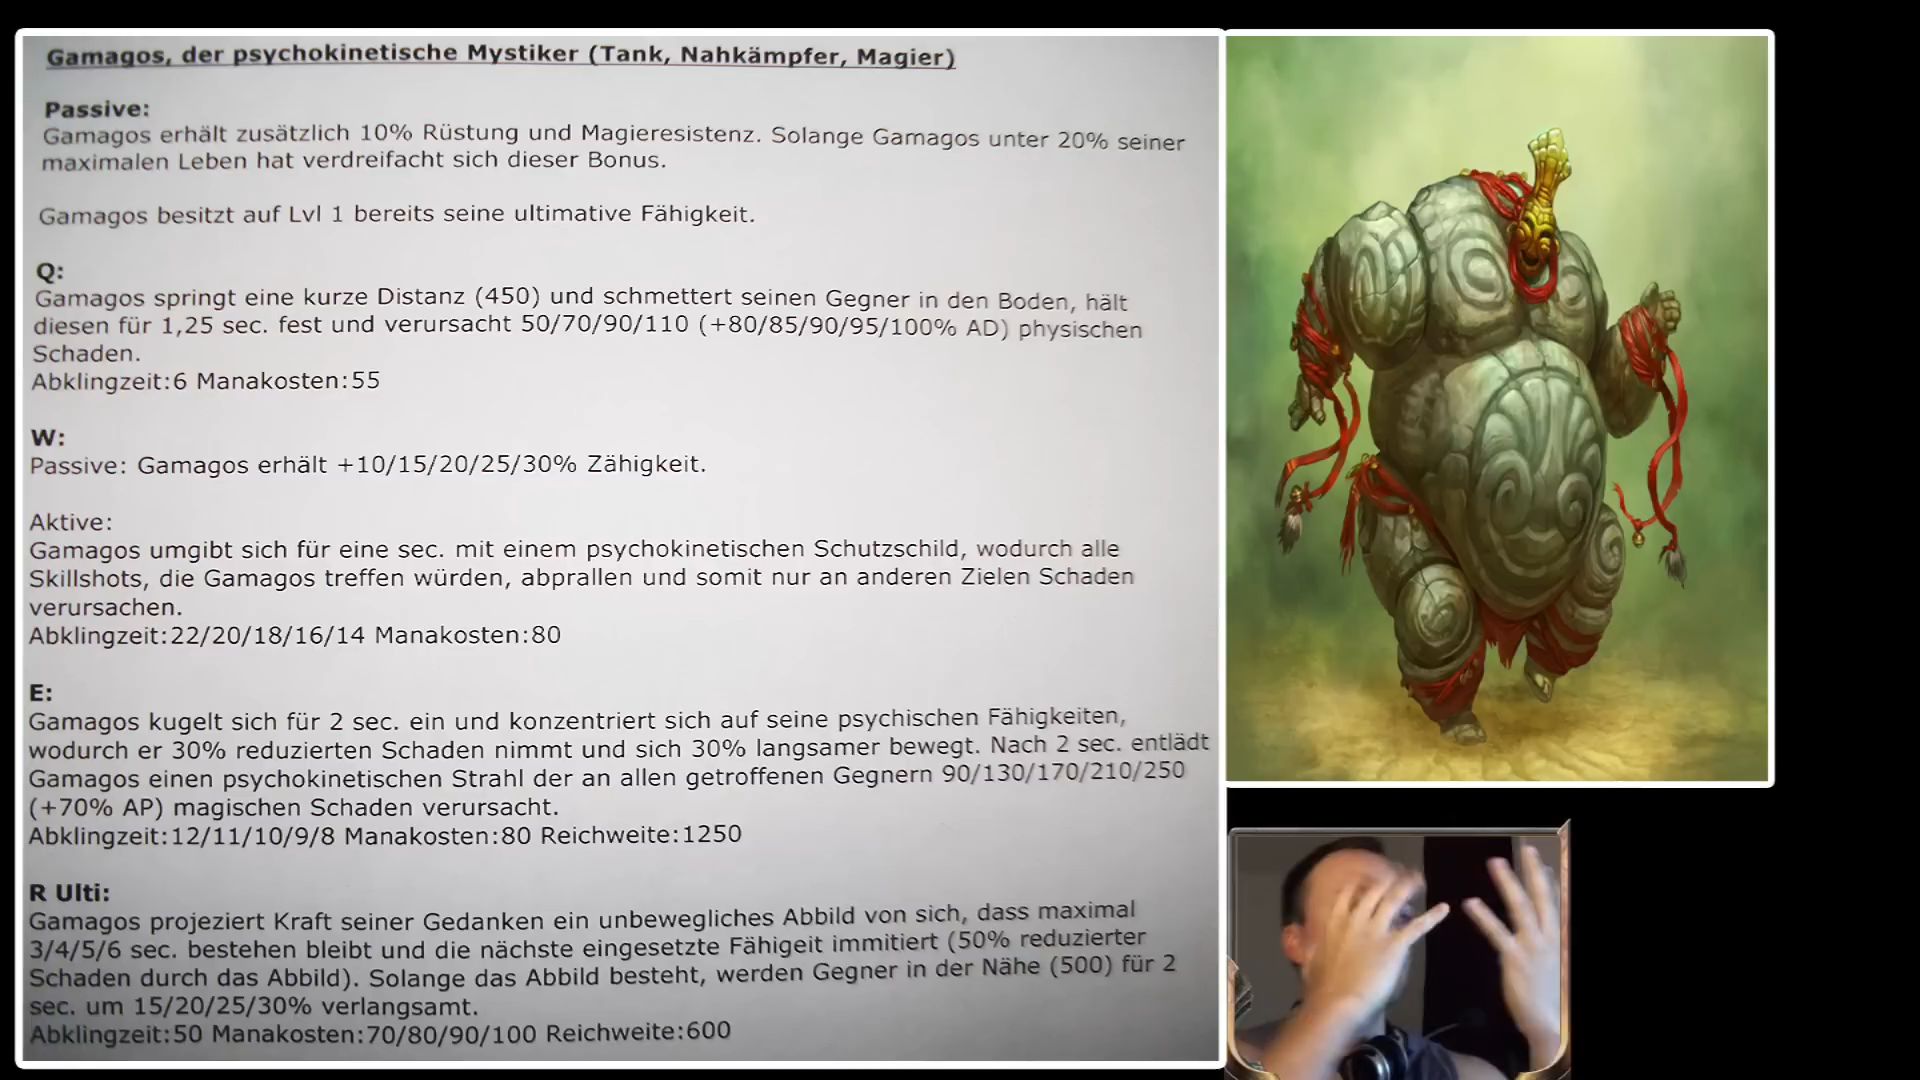 Gamagos, der psychokinetische Mystiker (Tank, Nahkämpfer, Magier)
Passive:
Gamagos erhält zusätzlich 10% Rüstung und Magieresistenz. Solange Gamagos unter 20% seiner
maximalen Leben hat verdreifacht sich dieser Bonus.
Gamagos besitzt auf Lvl 1 bereits seine ultimative Fähigkeit.
Q:
Gamagos springt eine kurze Distanz (450) und schmettert seinen Gegner in den Boden, hält
diesen für 1,25 sec. fest und verursacht 50/70/90/110 (+80/85/90/95/100% AD) physischen
Schaden.
Abklingzeit:6 Manakosten:55
W:
Passive: Gamagos erhält +10/15/20/25/30% Zähigkeit.
Aktive:
Gamagos umgibt sich für eine sec. mit einem psychokinetischen Schutzschild, wodurch alle
Skillshots, die Gamagos treffen würden, abprallen und somit nur an anderen Zielen Schaden
verursachen.
Abklingzeit:22/20/18/16/14 Manakosten:80
E:
Gamagos kugelt sich für 2 sec. ein und konzentriert sich auf seine psychischen Fähigkeiten,
wodurch er 30% reduzierten Schaden nimmt und sich 30% langsamer bewegt. Nach 2 sec. entlädt
Gamagos einen psychokinetischen Strahl der an allen getroffenen Gegnern 90/130/170/210/250
(+70% AP) magischen Schaden verursacht.
Abklingzeit:12/11/10/9/8 Manakosten:80 Reichweite:1250
R Ulti:
Gamagos projeziert Kraft seiner Gedanken ein unbewegliches Abbild von sich, dass maximal
3/4/5/6 sec. bestehen bleibt und die nächste eingesetzte Fähigeit immitiert (50% reduzierter
Schaden durch das Abbild). Solange das Abbild besteht, werden Gegner in der Nähe (500) für 2
sec. um 15/20/25/30% verlangsamt.
Abklingzeit:50 Manakosten:70/80/90/100 Reichweite:600